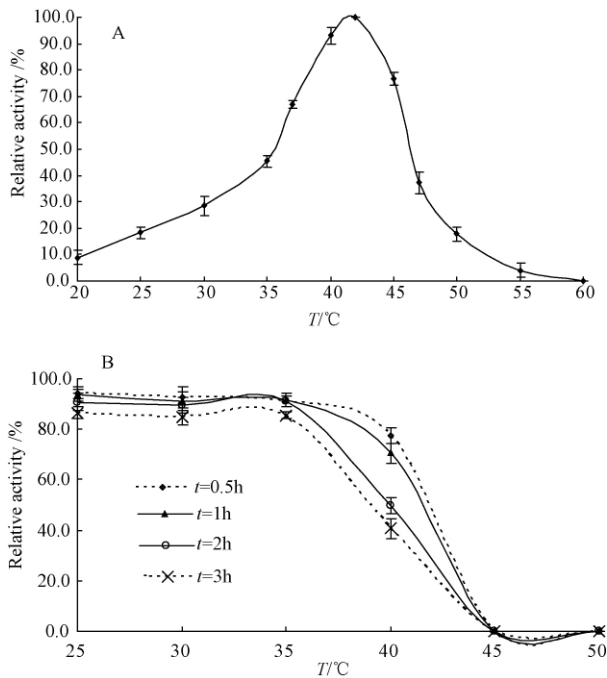 A
Relative activity /%
100.0
90.0
80.0
70.0
60.0
50.0
40.0
30.0
20.0
10.0
0.0
20 25 30 35 40 45 50 55 60
T/℃
B
Relative activity /%
100.0
80.0
60.0
40.0
20.0
0.0
t=0.5h
t=1h
t=2h
t=3h
25 30 35 40 45 50
T/℃